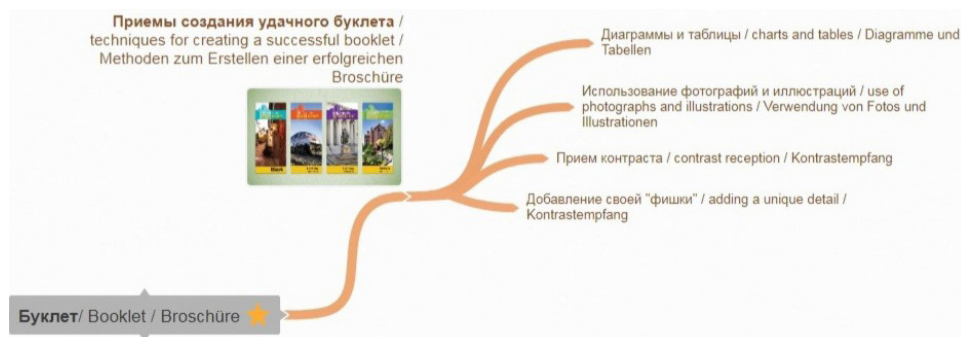 Приемы создания удачного буклета /
techniques for creating a successful booklet /
Methoden zum Erstellen einer erfolgreichen
Broschüre
Диаграммы и таблицы / charts and tables / Diagramme und
Tabellen
Использование фотографий и иллюстраций / use of
photographs and illustrations / Verwendung von Fotos und
Illustrationen
Прием контраста / contrast reception / Kontrastempfang
Добавление своей "фишки" / adding a unique detail /
Kontrastempfang
Буклет/ Booklet / Broschüre